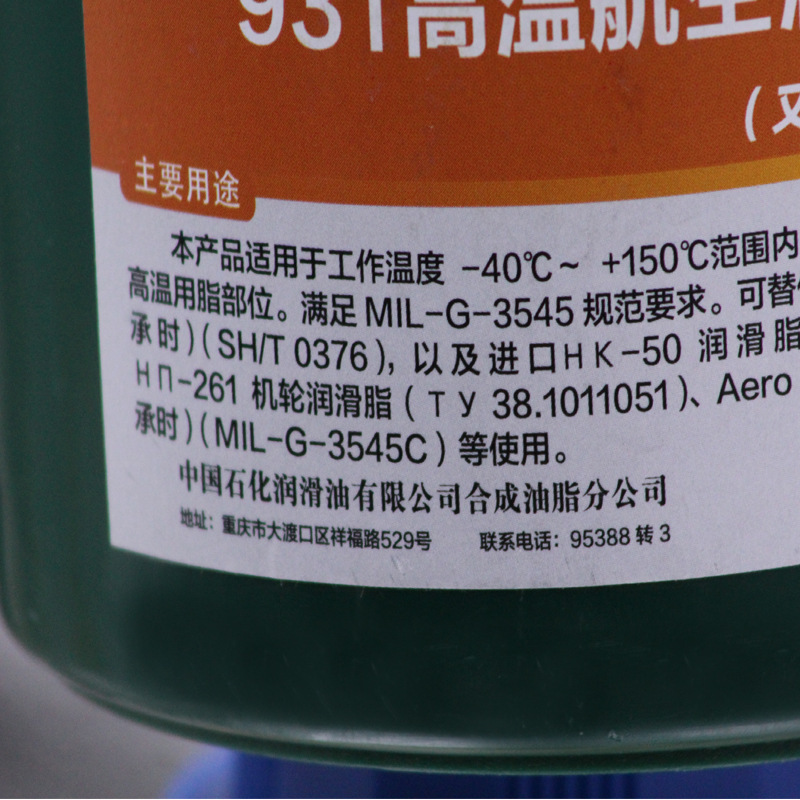 931高温航空
(又
主要用途
本产品适用于工作温度 -40℃~ +150℃范围内
高温用脂部位。满足MIL-G-3545 规范要求。可替
承时)(SH/T 0376), 以及进口HK-50 润滑脂
НП-261 机轮润滑脂(ТУ 38.1011051)、Aero
承时)(MIL-G-3545C)等使用。
中国石化润滑油有限公司合成油脂分公司
地址:重庆市大渡口区祥福路529号 联系电话:95388 转 3